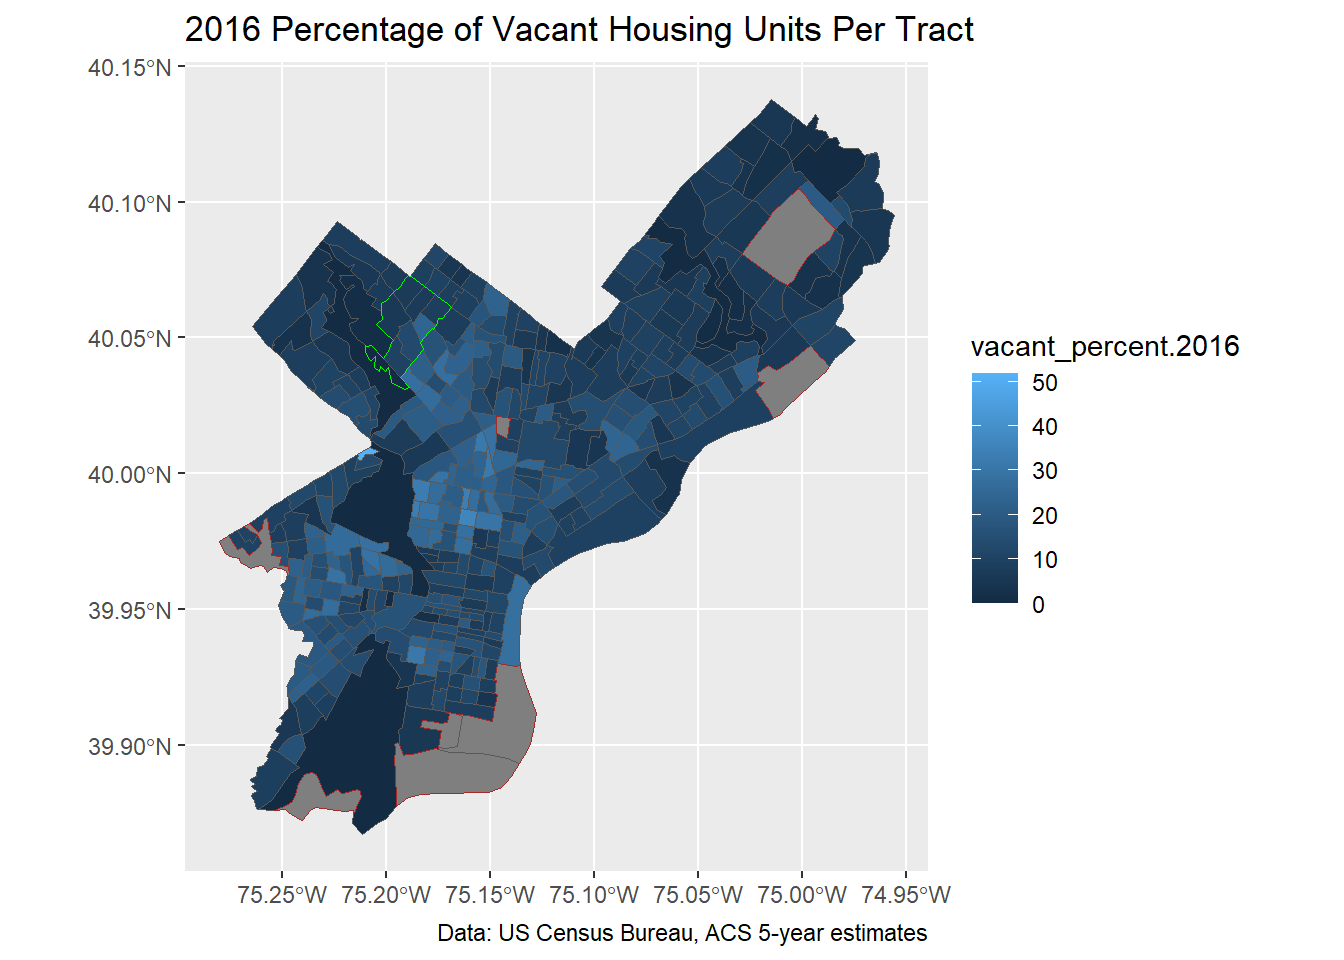 2016 Percentage of Vacant Housing Units Per Tract
40.15°N
40.10°N
40.05°N
40.00°N
39.95°N
39.90°N
75.25°W 75.20°W 75.15°W 75.10°W 75.05°W 75.00°W 74.95°W
vacant_percent.2016
50
40
30
20
10
0
Data: US Census Bureau, ACS 5-year estimates